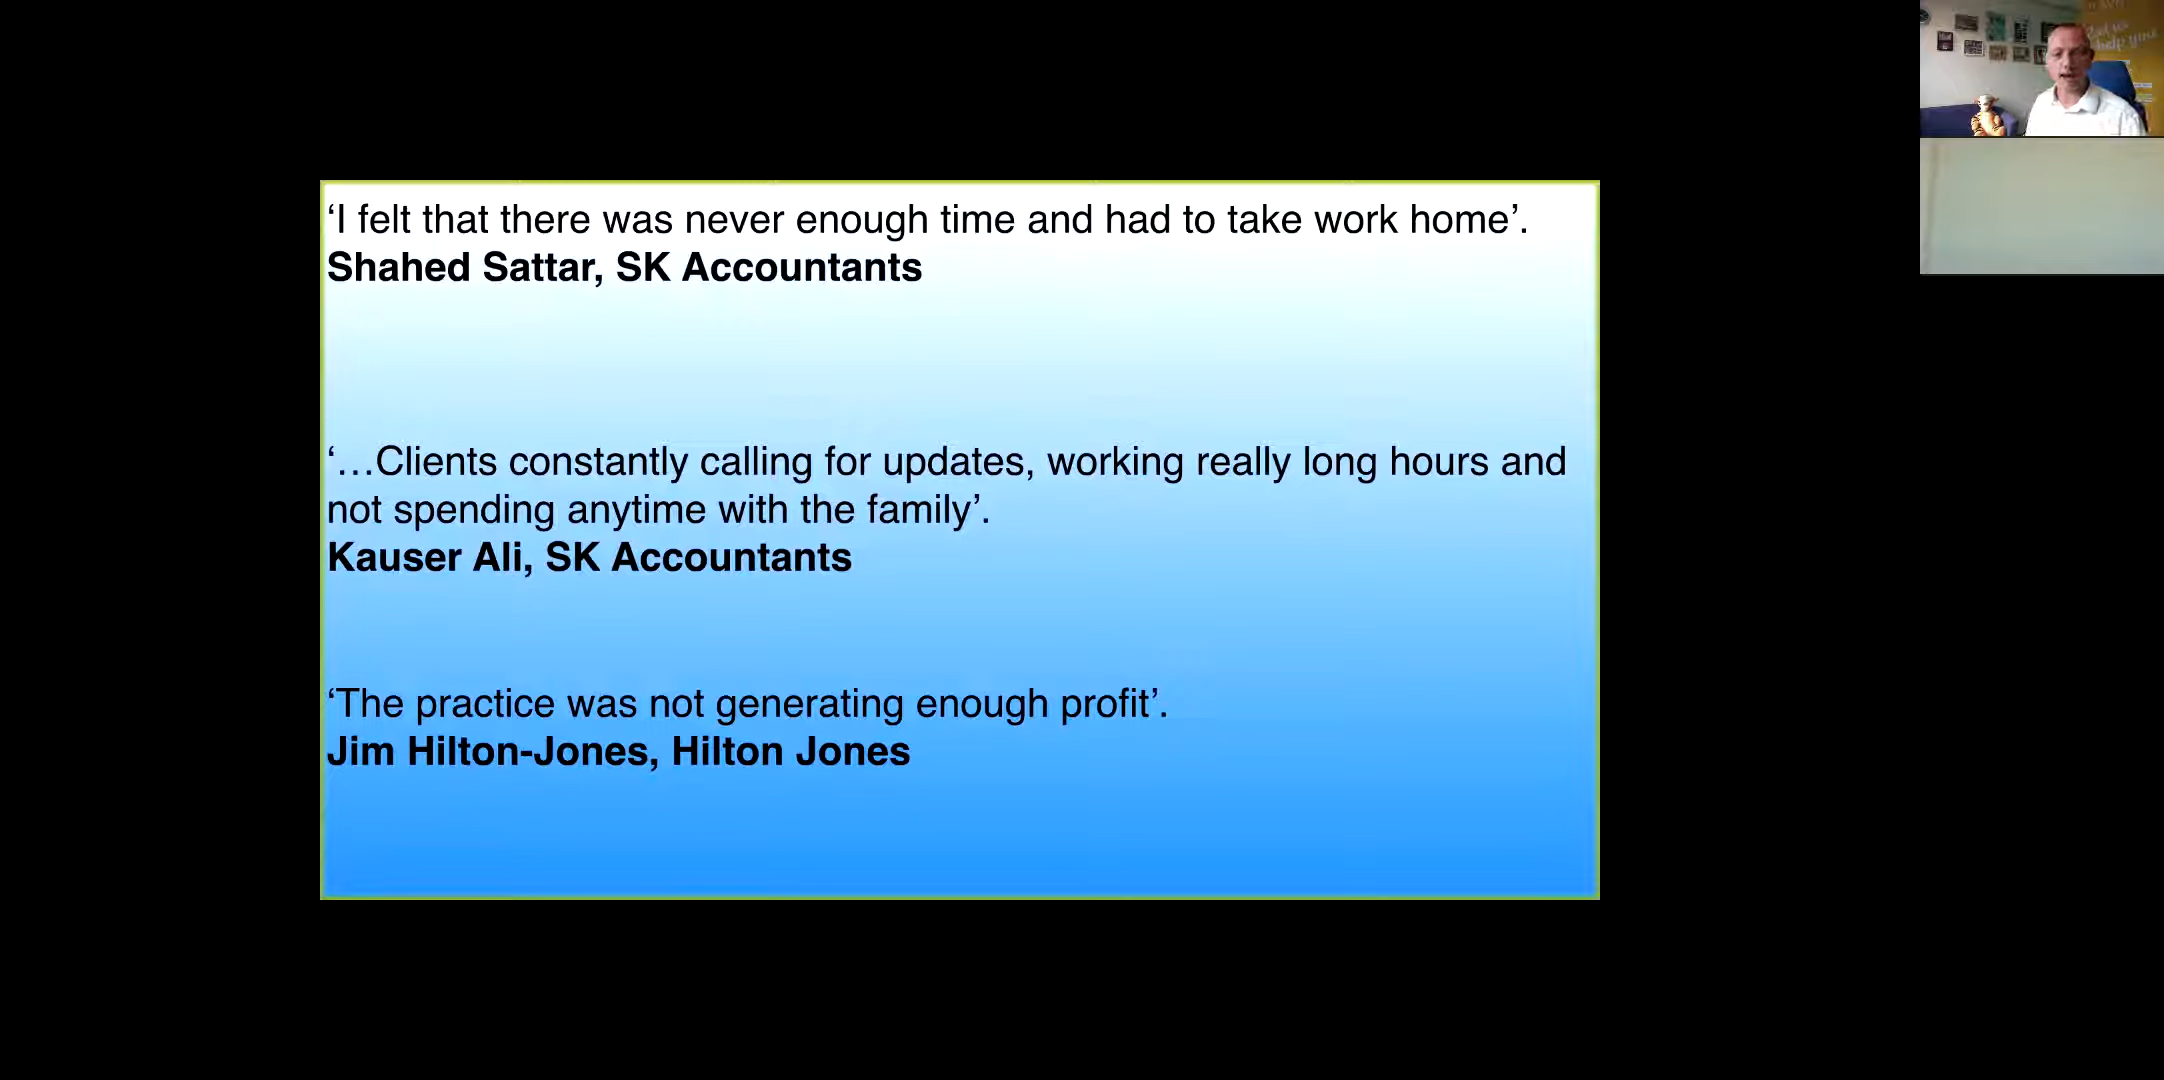 ‘I felt that there was never enough time and had to take work home’.
Shahed Sattar, SK Accountants
‘…Clients constantly calling for updates, working really long hours and
not spending anytime with the family’.
Kauser Ali, SK Accountants
‘The practice was not generating enough profit’.
Jim Hilton-Jones, Hilton Jones
help you